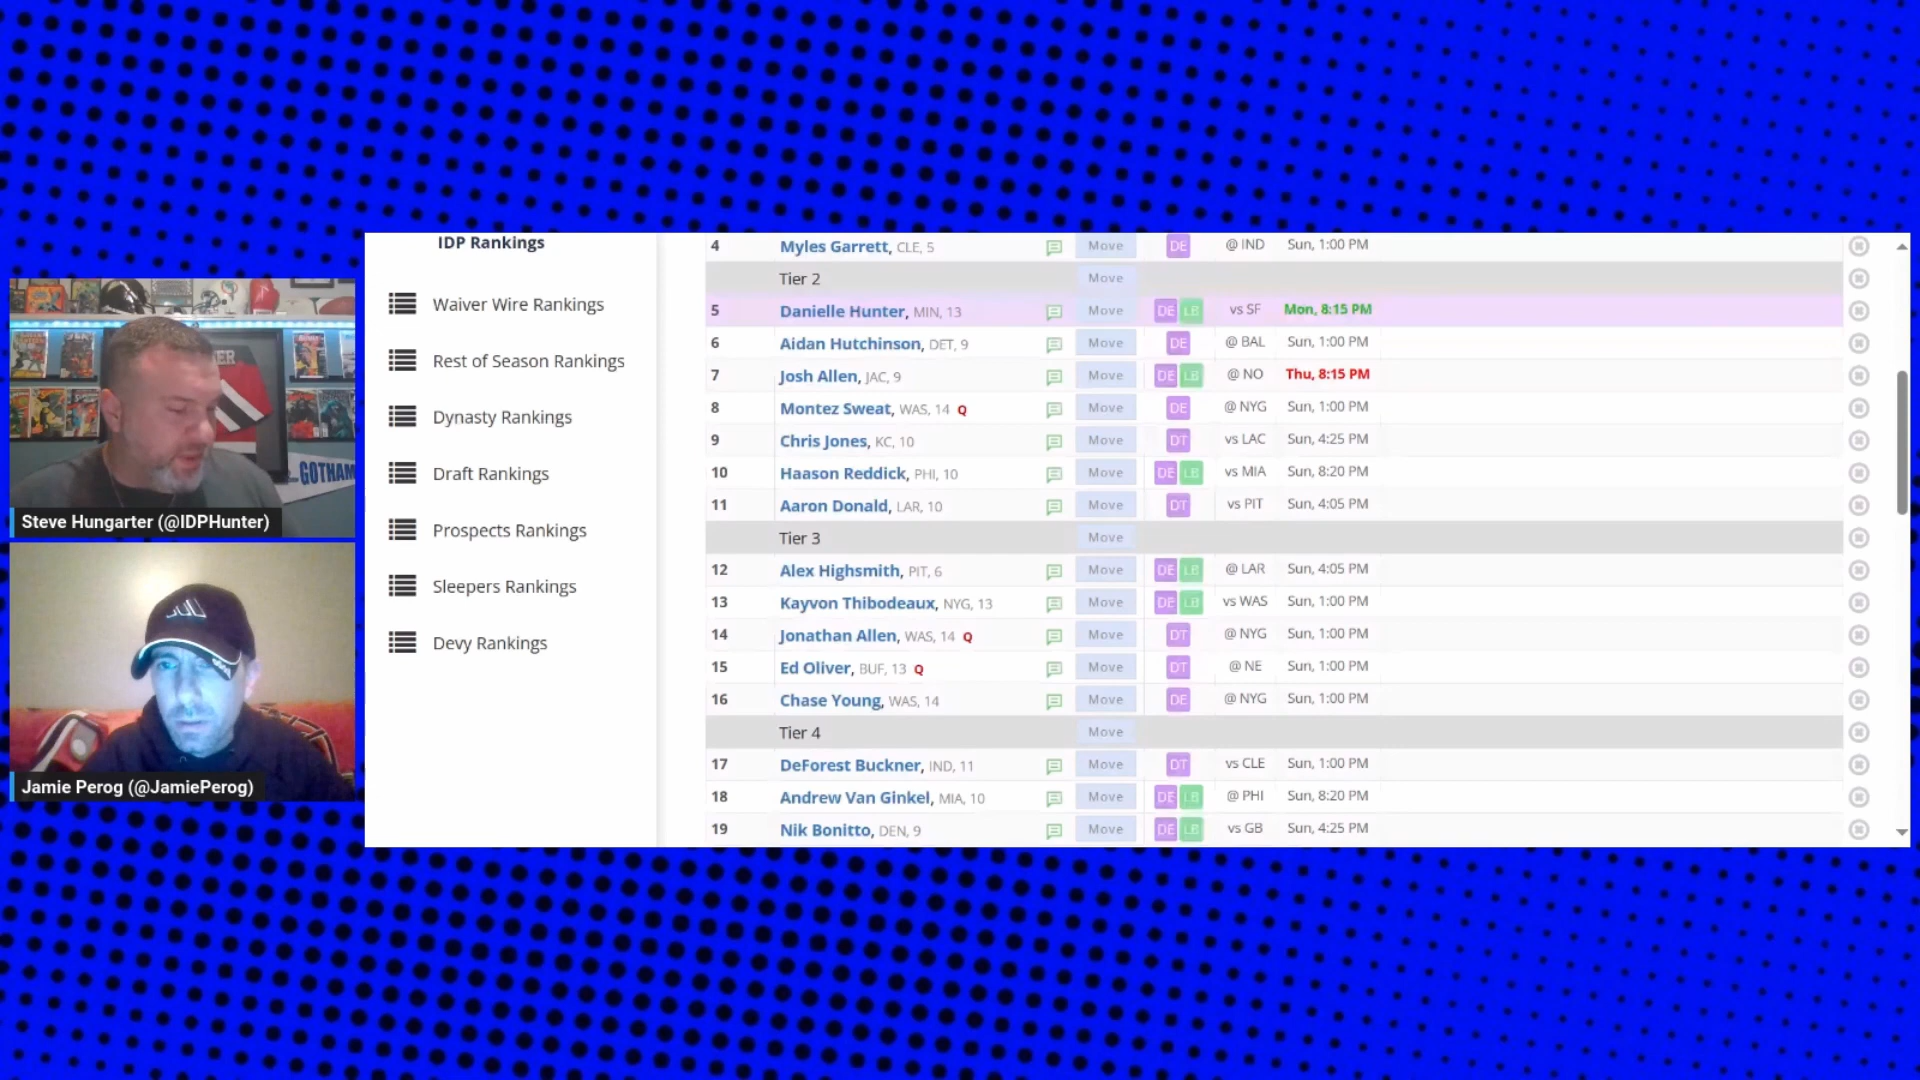 IDP Rankings
Waiver Wire Rankings
Rest of Season Rankings
Dynasty Rankings
Draft Rankings
Prospects Rankings
Sleepers Rankings
Devy Rankings
4 Myles Garrett, CLE, 5 Move DE @ IND Sun, 1:00 PM
Tier 2 Move
5 Danielle Hunter, MIN, 13 Move DE LB vs SF Mon, 8:15 PM
6 Aidan Hutchinson, DET, 9 Move DE @ BAL Sun, 1:00 PM
7 Josh Allen, JAC, 9 Move DE LB @ NO Thu, 8:15 PM
8 Montez Sweat, WAS, 14 Q Move DE @ NYG Sun, 1:00 PM
9 Chris Jones, KC, 10 Move DT vs LAC Sun, 4:25 PM
10 Haason Reddick, PHI, 10 Move DE LB vs MIA Sun, 8:20 PM
11 Aaron Donald, LAR, 10 Move DT vs PIT Sun, 4:05 PM
Tier 3 Move
12 Alex Highsmith, PIT, 6 Move DE LB @ LAR Sun, 4:05 PM
13 Kayvon Thibodeaux, NYG, 13 Move DE LB vs WAS Sun, 1:00 PM
14 Jonathan Allen, WAS, 14 Q Move DT @ NYG Sun, 1:00 PM
15 Ed Oliver, BUF, 13 Q Move DT @ NE Sun, 1:00 PM
16 Chase Young, WAS, 14 Move DE @ NYG Sun, 1:00 PM
Tier 4 Move
17 DeForest Buckner, IND, 11 Move DT vs CLE Sun, 1:00 PM
18 Andrew Van Ginkel, MIA, 10 Move DE LB @ PHI Sun, 8:20 PM
19 Nik Bonitto, DEN, 9 Move DE LB vs GB Sun, 4:25 PM
GOTHAM
Steve Hungarter (@IDPHunter)
Jamie Perog (@JamiePerog)